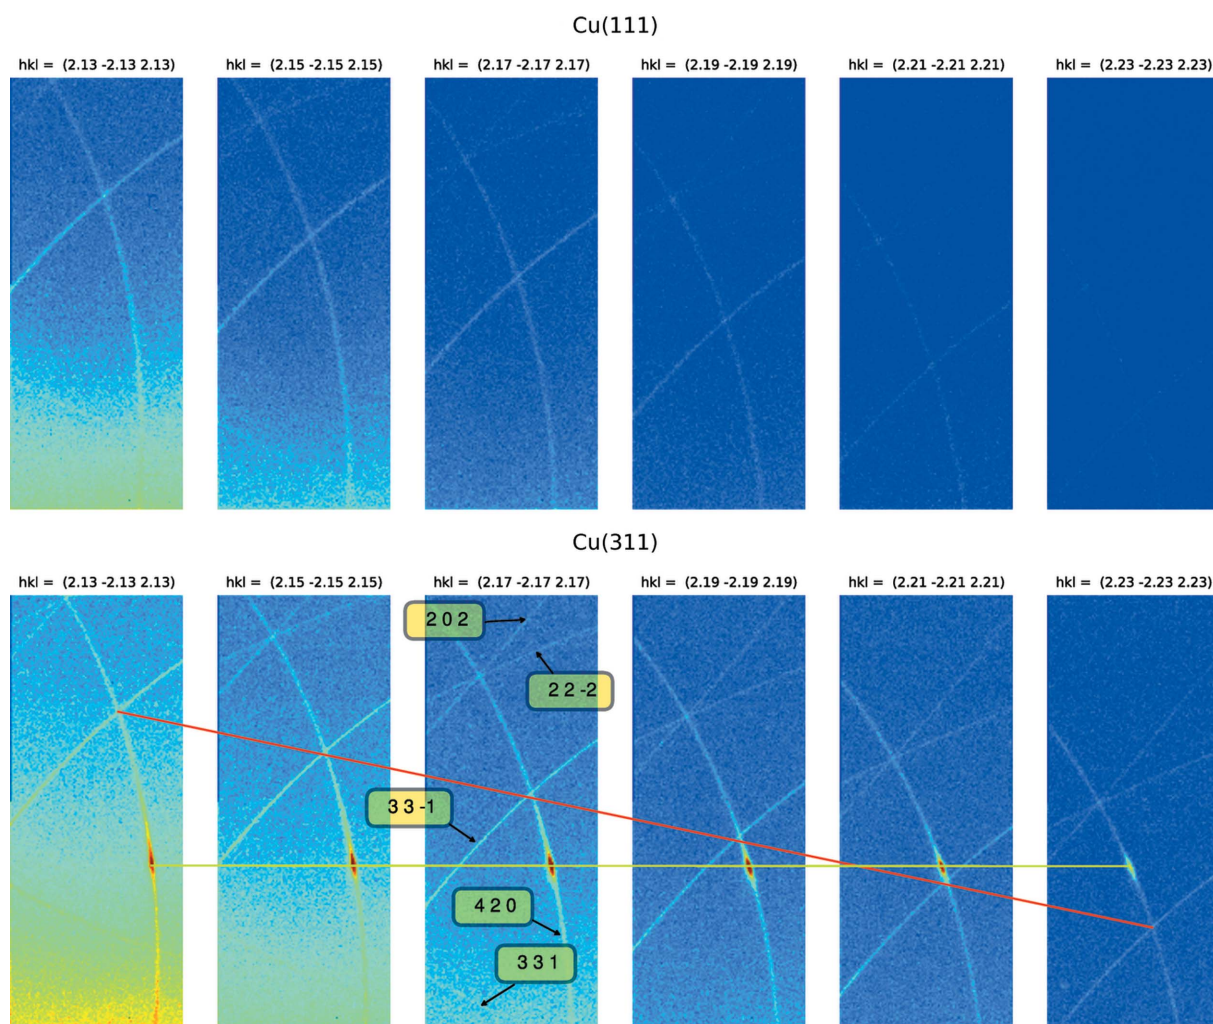 Cu(111)
hkl = (2.13 -2.13 2.13) hkl = (2.15 -2.15 2.15) hkl = (2.17 -2.17 2.17) hkl = (2.19 -2.19 2.19) hkl = (2.21 -2.21 2.21) hkl = (2.23 -2.23 2.23)
Cu(311)
hkl = (2.13 -2.13 2.13) hkl = (2.15 -2.15 2.15) hkl = (2.17 -2.17 2.17) hkl = (2.19 -2.19 2.19) hkl = (2.21 -2.21 2.21) hkl = (2.23 -2.23 2.23)
2 0 2
2 2 -2
3 3 -1
4 2 0
3 3 1